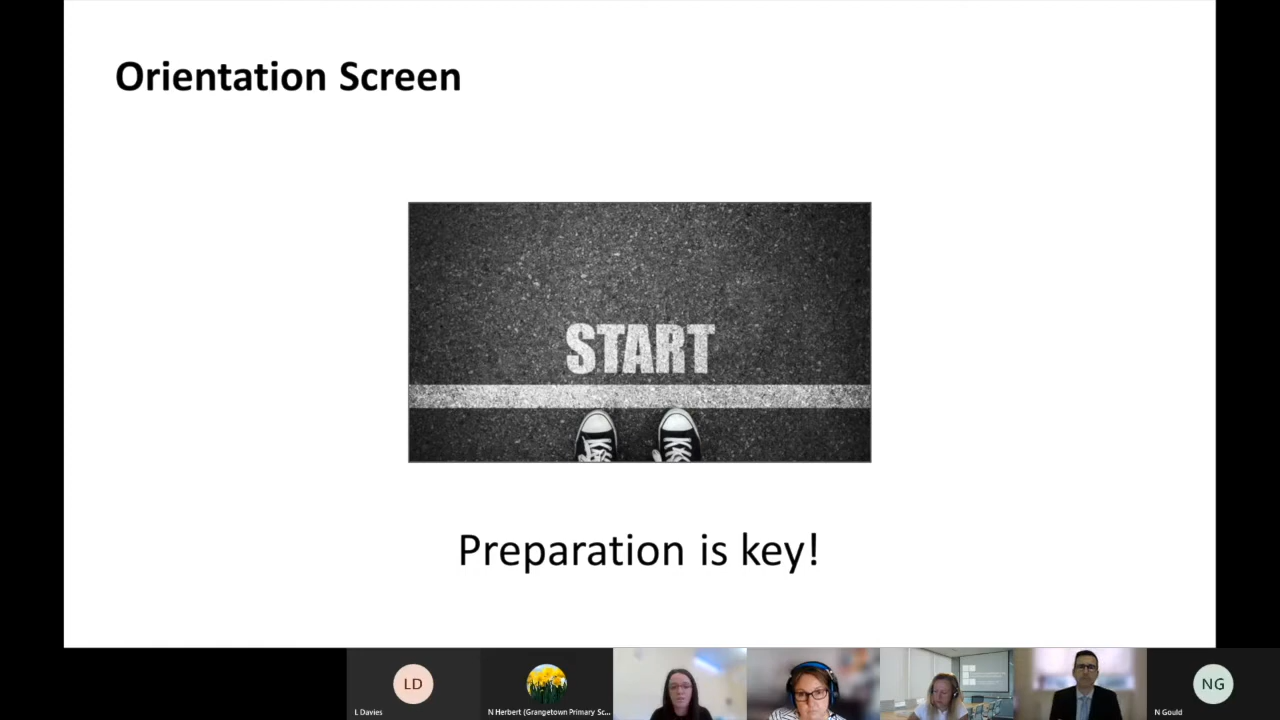 Orientation Screen
START
Preparation is key!
LD
L Davies
N Herbert (Grangetown Primary Sc...
NG
N Gould